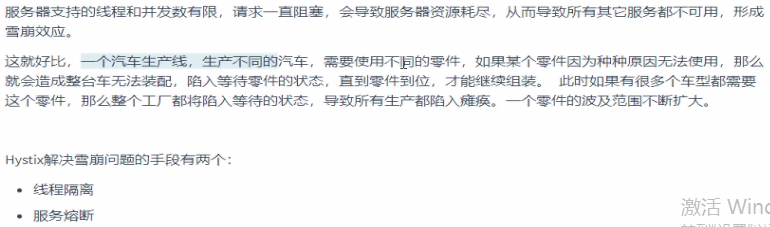 服务器支持的线程和并发数有限，请求一直阻塞，会导致服务器资源耗尽，从而导致所有其它服务都不可用，形成
雪崩效应。
这就好比，一个汽车生产线，生产不同的汽车，需要使用不同的零件，如果某个零件因为种种原因无法使用，那么
就会造成整台车无法装配，陷入等待零件的状态，直到零件到位，才能继续组装。 此时如果有很多个车型都需要
这个零件，那么整个工厂都将陷入等待的状态，导致所有生产都陷入瘫痪。一个零件的波及范围不断扩大。
Hystix解决雪崩问题的手段有两个：
• 线程隔离
• 服务熔断
激活 Wind